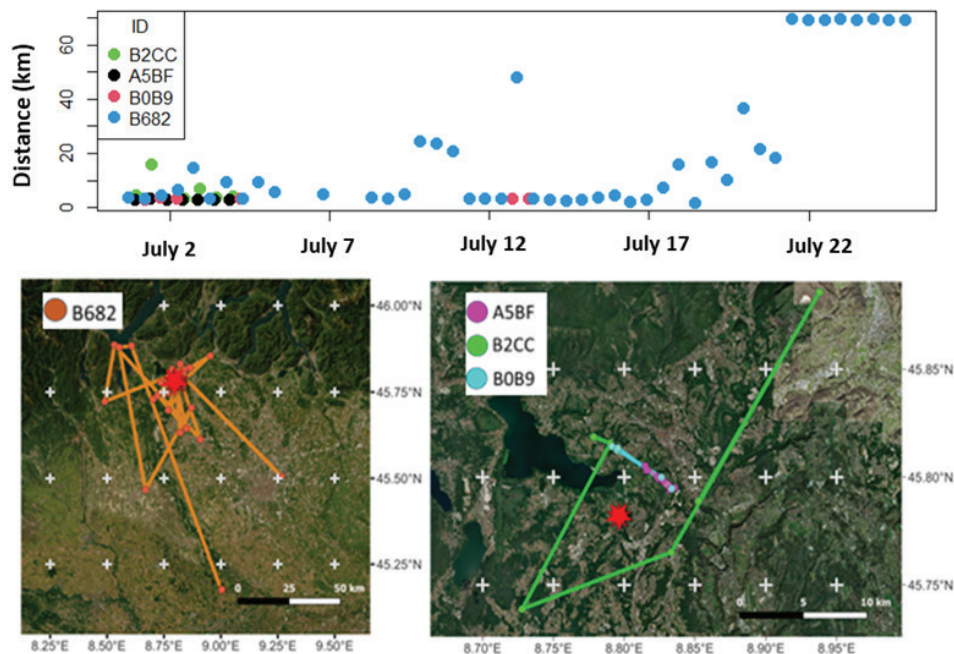 Distance (km)
60
40
20
0
ID
B2CC
A5BF
B0B9
B682
July 2
July 7
July 12
July 17
July 22
B682
46.00°N
45.75°N
45.50°N
45.25°N
0 25 50 km
8.25°E 8.50°E 8.75°E 9.00°E 9.25°E 9.50°E
A5BF
B2CC
B0B9
45.85°N
45.80°N
45.75°N
0 5 10 km
8.70°E 8.75°E 8.80°E 8.85°E 8.90°E 8.95°E